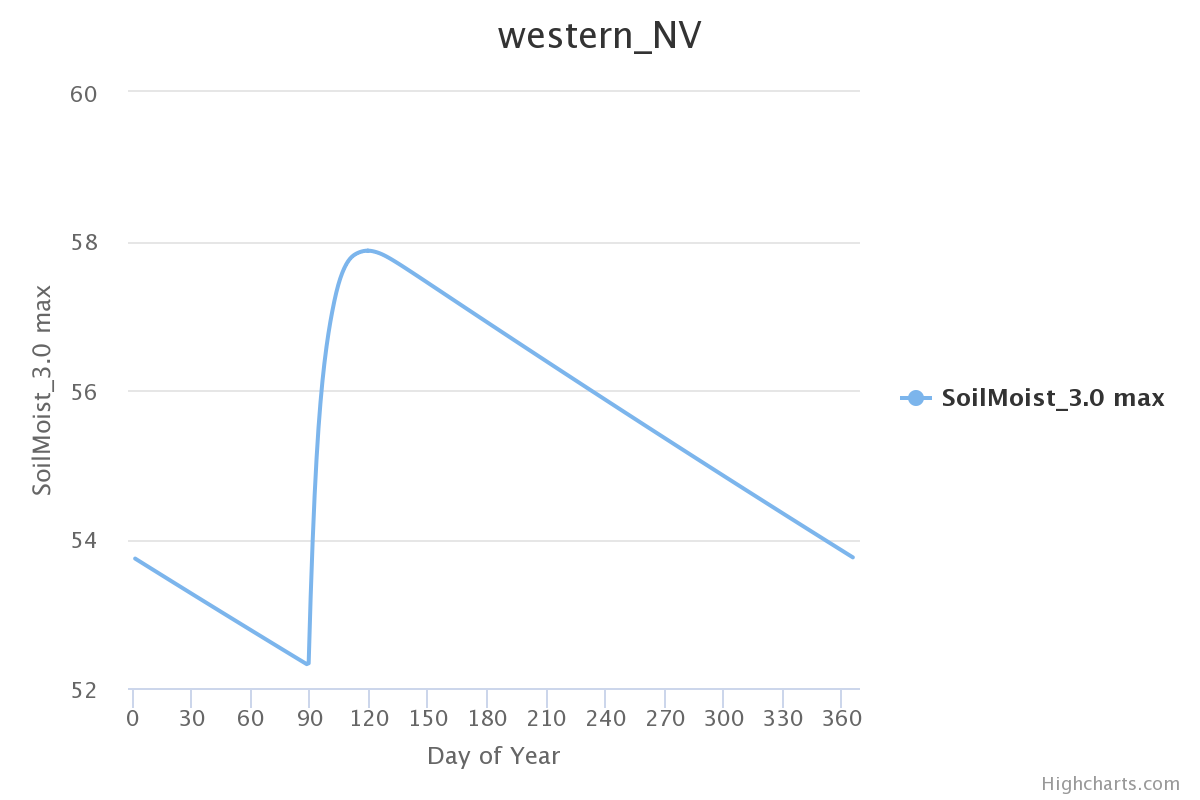 western_NV
60
58
56
54
52
SoilMoist_3.0 max
0 30 60 90 120 150 180 210 240 270 300 330 360
Day of Year
SoilMoist_3.0 max
Highcharts.com